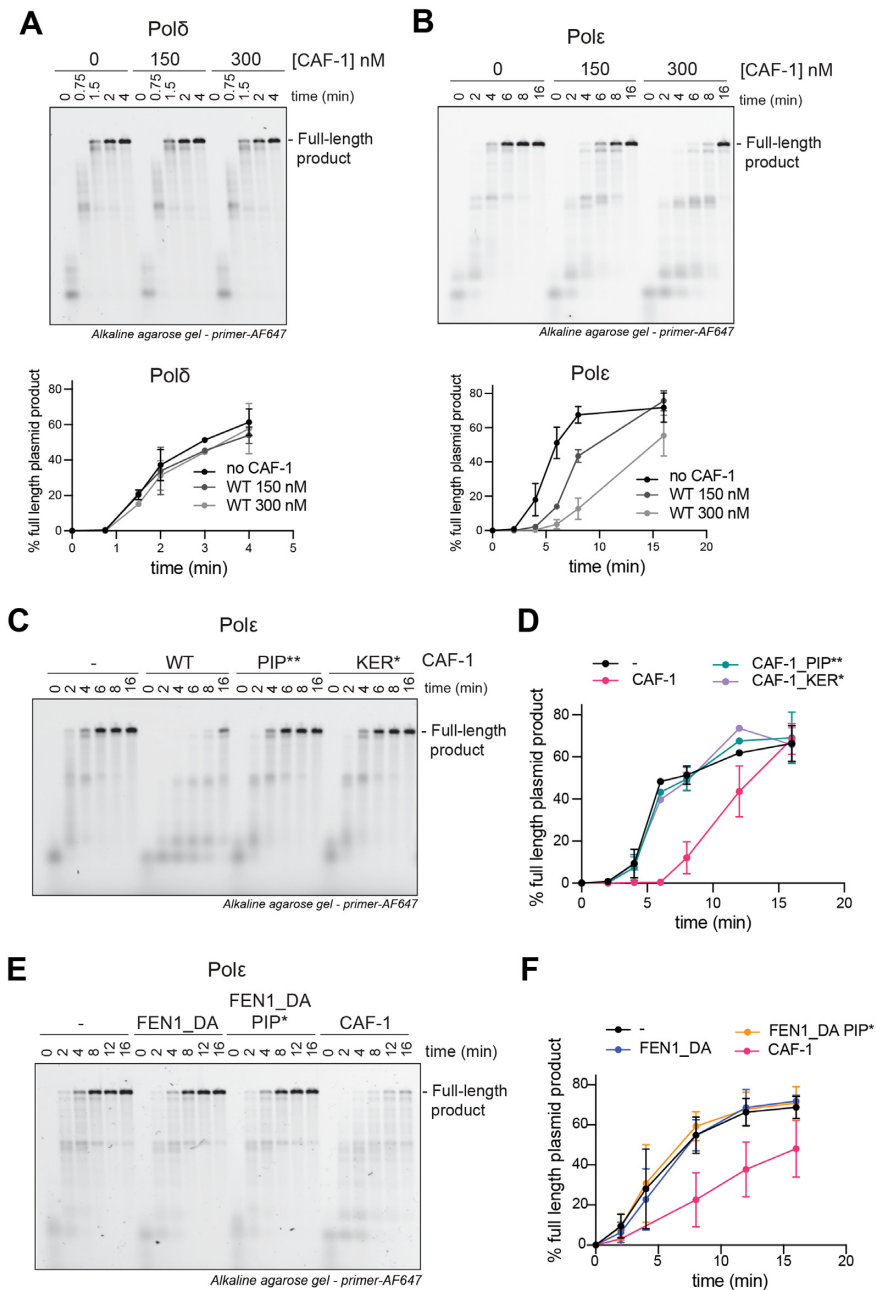 A
Polδ
0 150 300 [CAF-1] nM
0 0.75 1.5 2 4 0 0.75 1.5 2 4 0 0.75 1.5 2 4 time (min)
- Full-length
product
Alkaline agarose gel - primer-AF647
Polδ
% full length plasmid product
80
60
40
20
0
0 1 2 3 4 5
time (min)
no CAF-1
WT 150 nM
WT 300 nM
B
Polε
0 150 300 [CAF-1] nM
0 2 4 6 8 16 0 2 4 6 8 16 0 2 4 6 8 16 time (min)
- Full-length
product
Alkaline agarose gel - primer-AF647
Polε
% full length plasmid product
80
60
40
20
0
0 5 10 15 20
time (min)
no CAF-1
WT 150 nM
WT 300 nM
C
Polε
- WT PIP** KER* CAF-1
0 2 4 6 8 16 0 2 4 6 8 16 0 2 4 6 8 16 0 2 4 6 8 16 time (min)
- Full-length
product
Alkaline agarose gel - primer-AF647
D
- CAF-1_PIP**
CAF-1 CAF-1_KER*
% full length plasmid product
80
60
40
20
0
0 5 10 15 20
time (min)
E
Polε
FEN1_DA
- FEN1_DA PIP* CAF-1
0 2 4 8 12 16 0 2 4 8 12 16 0 2 4 8 12 16 0 2 4 8 12 16 time (min)
- Full-length
product
Alkaline agarose gel - primer-AF647
F
- FEN1_DA PIP*
FEN1_DA CAF-1
% full length plasmid product
80
60
40
20
0
0 5 10 15 20
time (min)